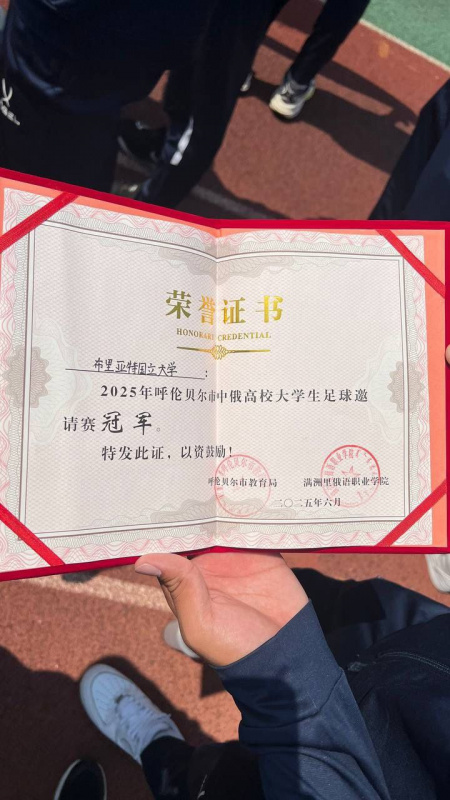 荣誉证书
HONORARY CREDENTIAL
布里亚特国立大学：
2025年呼伦贝尔市中俄高校大学生足球邀
请赛冠军。
特发此证，以资鼓励！
呼伦贝尔市教育局 满洲里俄语职业学院
二〇二五年六月